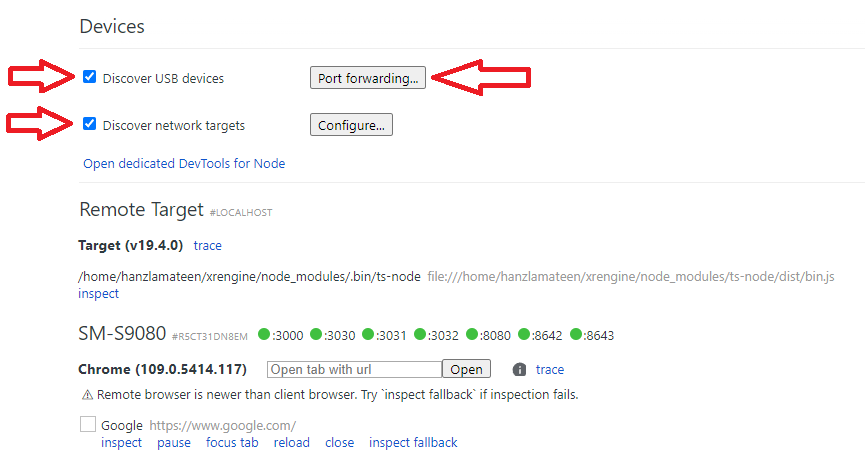 Devices
Discover USB devices Port forwarding...
Discover network targets Configure...
Open dedicated DevTools for Node
Remote Target #LOCALHOST
Target (v19.4.0) trace
/home/hanzlamateen/xrengine/node_modules/.bin/ts-node file:///home/hanzlamateen/xrengine/node_modules/ts-node/dist/bin.js
inspect
SM-S9080 #R5CT31DN8EM :3000 :3030 :3031 :3032 :8080 :8642 :8643
Chrome (109.0.5414.117) Open tab with url Open trace
⚠ Remote browser is newer than client browser. Try `inspect fallback` if inspection fails.
Google https://www.google.com/
inspect pause focus tab reload close inspect fallback